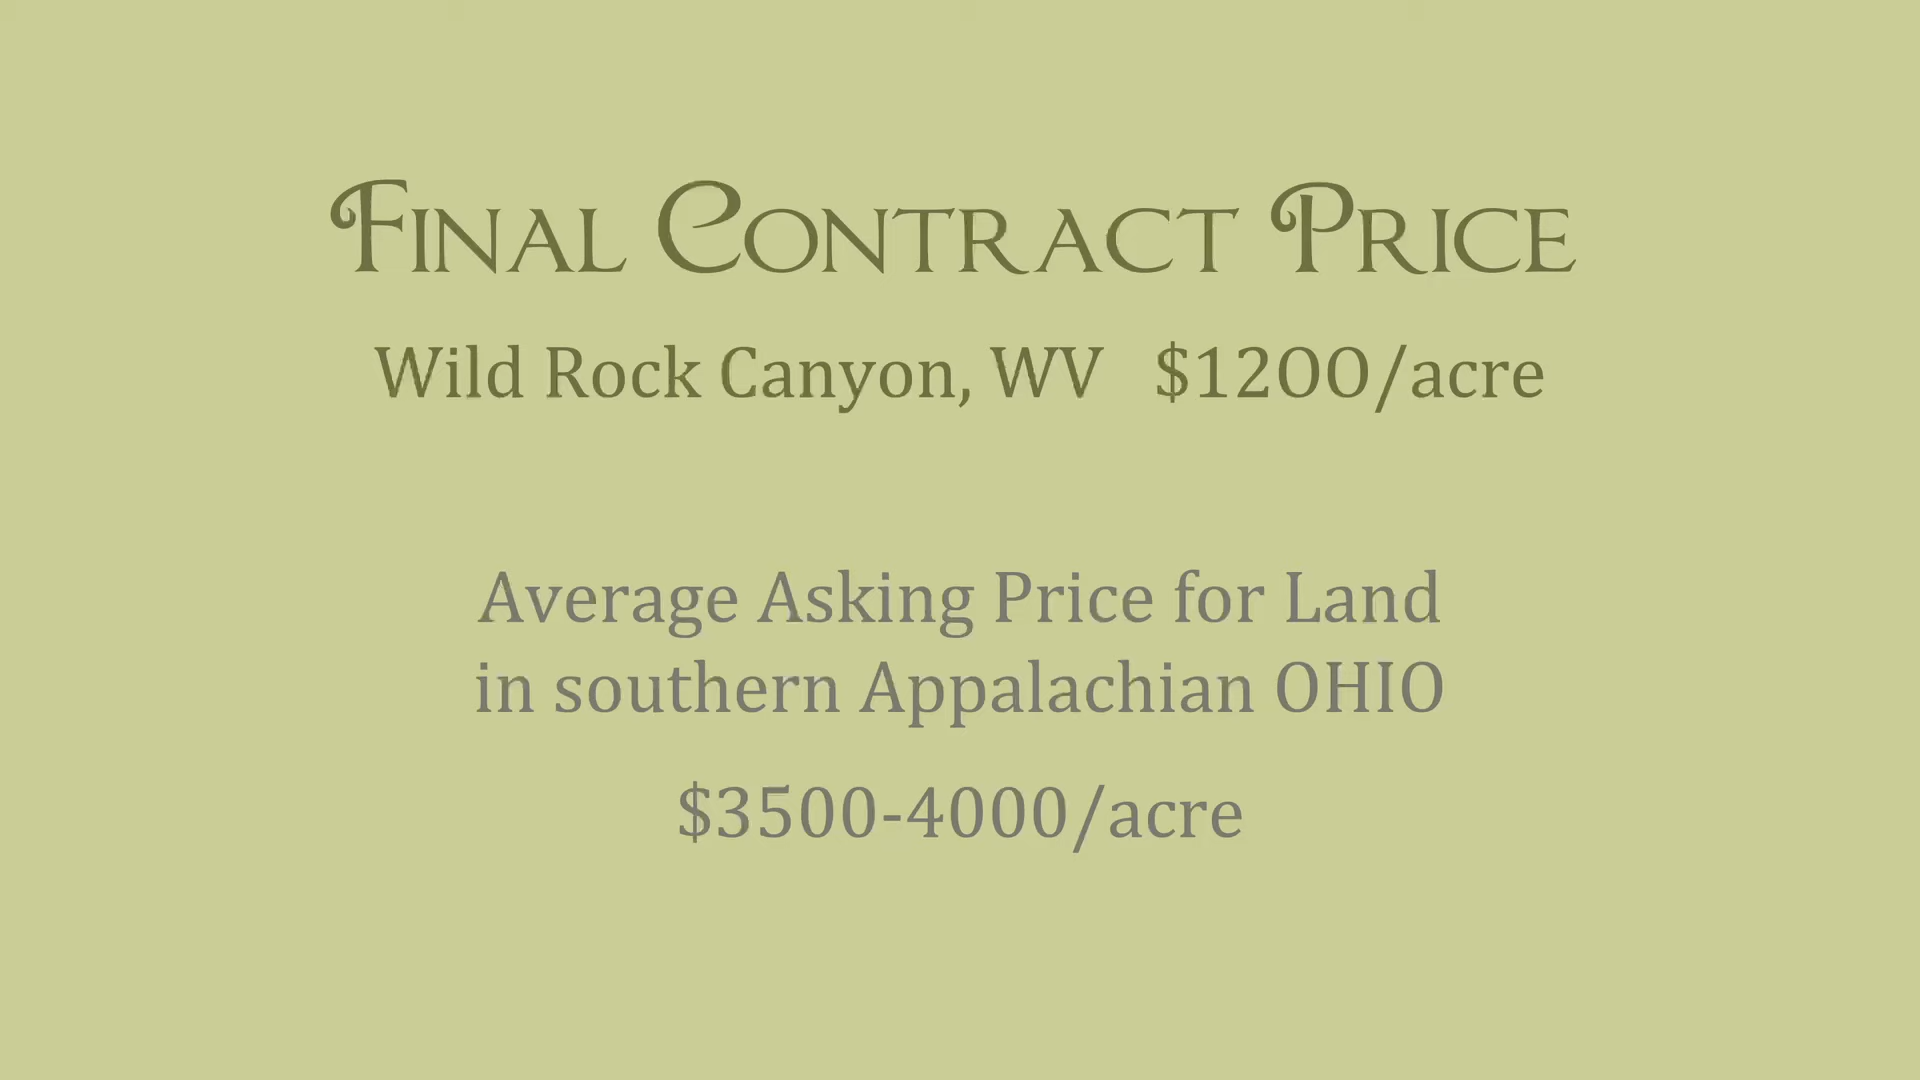 Final Contract Price
Wild Rock Canyon, WV $1200/acre
Average Asking Price for Land
in southern Appalachian OHIO
$3500-4000/acre